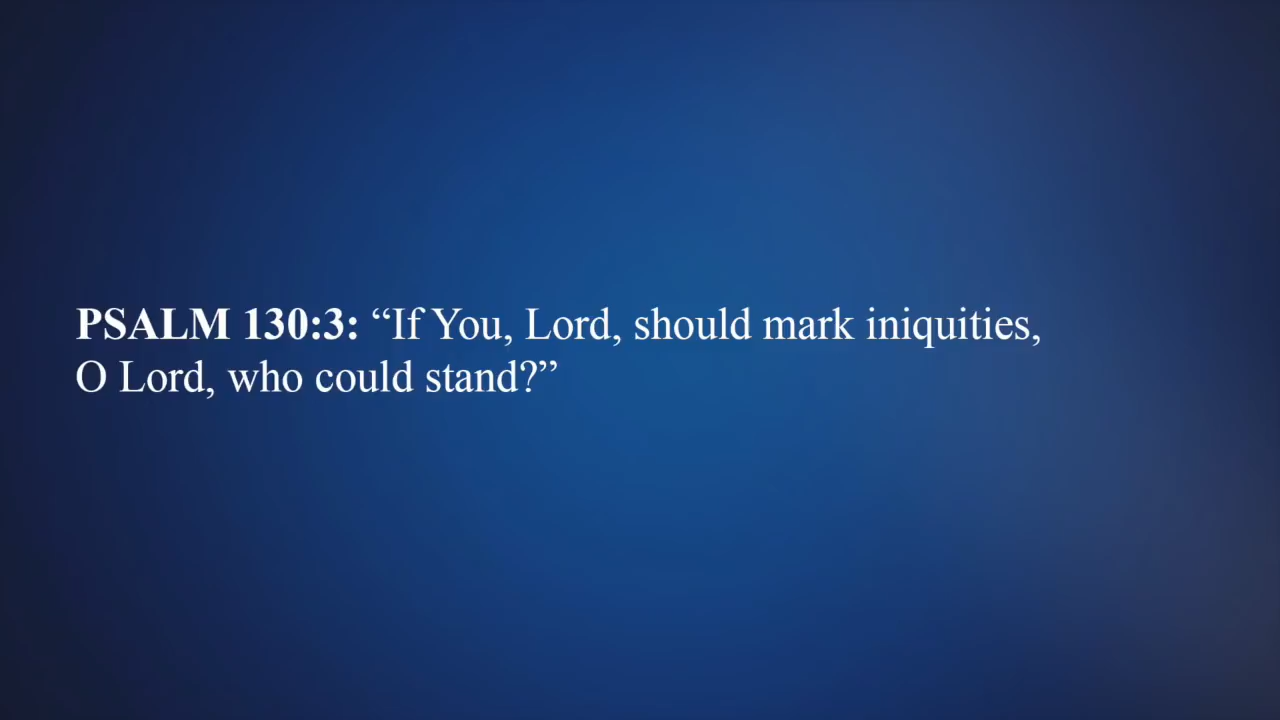 PSALM 130:3: “If You, Lord, should mark iniquities,
O Lord, who could stand?”